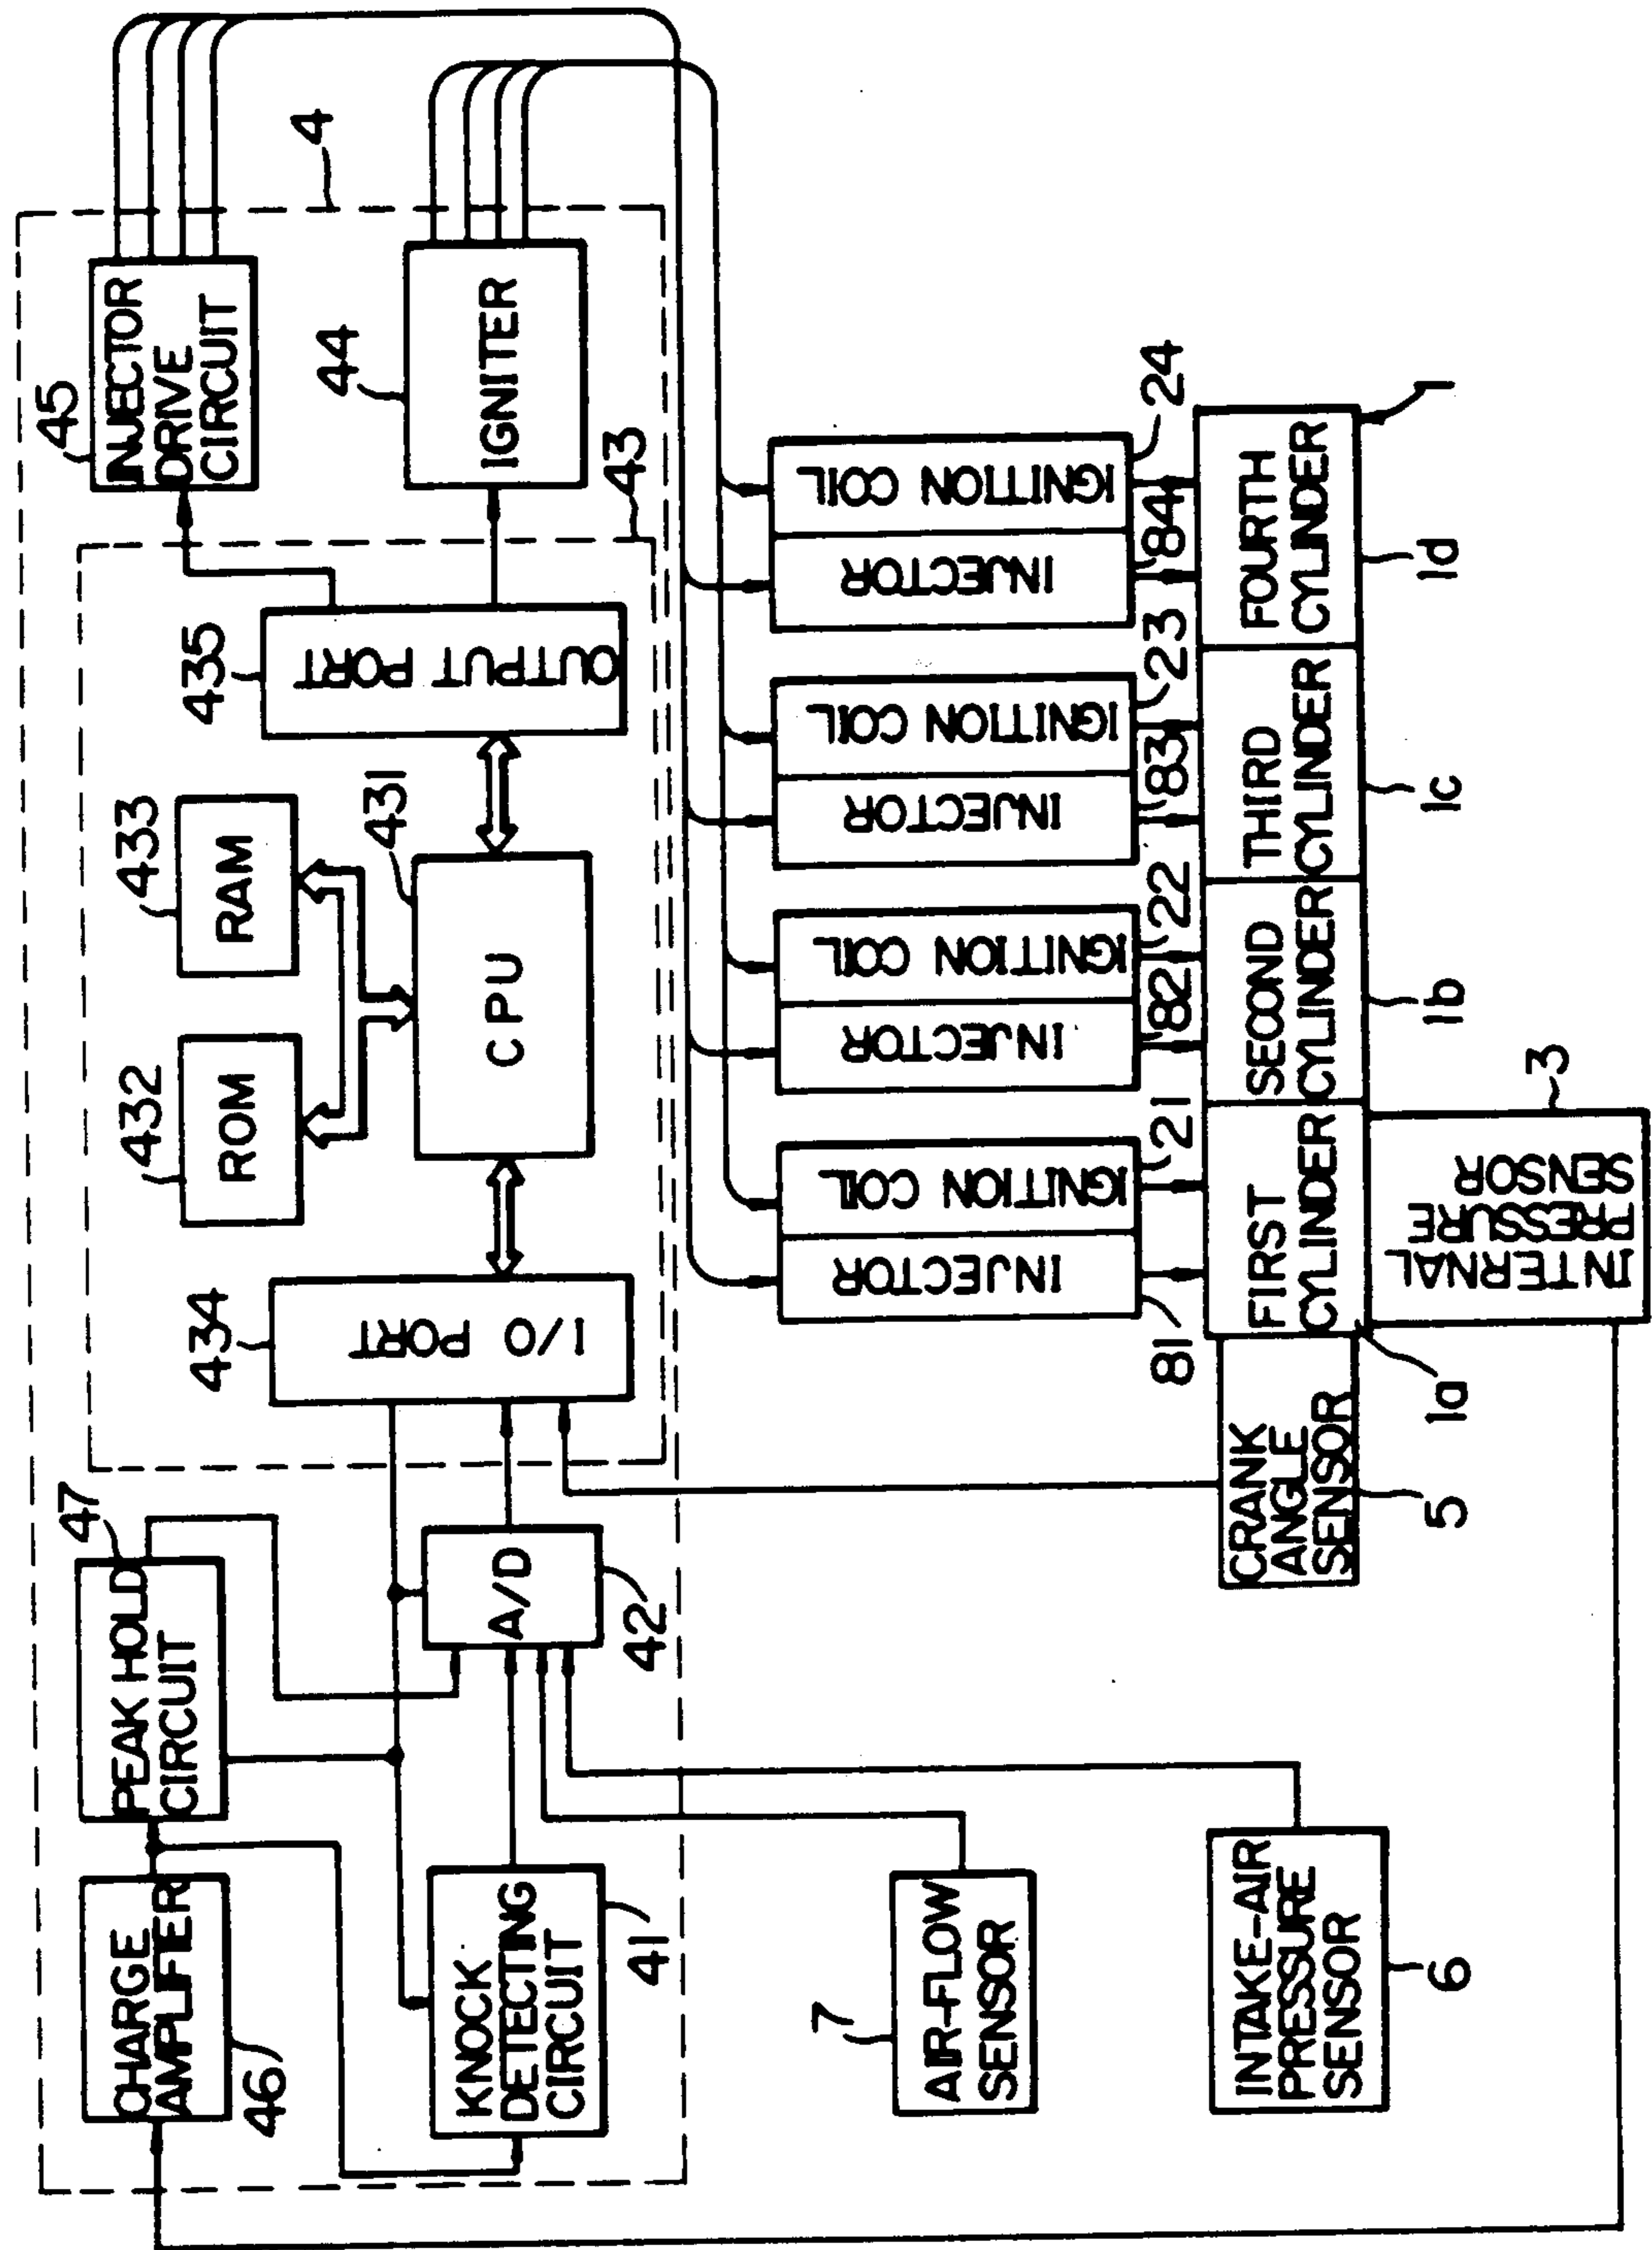 4
46
CHARGE
AMPLIFIER
47
PEAK HOLD
CIRCUIT
432
ROM
433
RAM
45
INJECTOR
DRIVE
CIRCUIT
KNOCK
DETECTING
CIRCUIT
41
A/D
42
434
I/O PORT
431
CPU
435
OUTPUT PORT
43
44
IGNITER
7
AIR-FLOW
SENSOR
INJECTOR
IGNITION COIL
INJECTOR
IGNITION COIL
INJECTOR
IGNITION COIL
INJECTOR
IGNITION COIL
81
21
82
22
83
23
84
24
INTAKE-AIR
PRESSURE
SENSOR
6
CRANK
ANGLE
SENSOR
5
FIRST
CYLINDER
1a
SECOND
CYLINDER
1b
THIRD
CYLINDER
1c
FOURTH
CYLINDER
1d
1
INTERNAL
PRESSURE
SENSOR
3